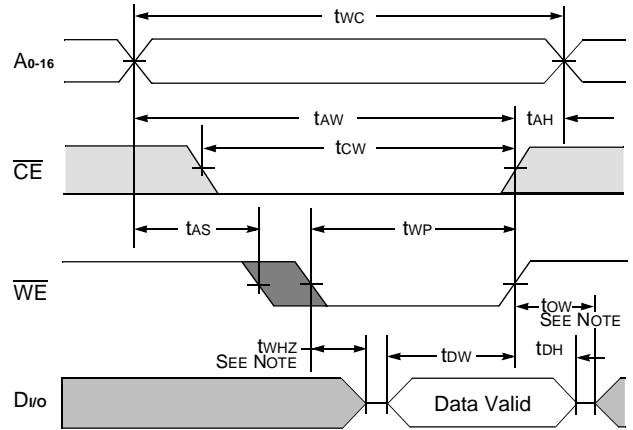 tWC
A0-16
tAW
tAH
tCW
CE
tAS
tWP
WE
tOW
SEE NOTE
tWHZ
SEE NOTE
tDW
tDH
DI/O
Data Valid